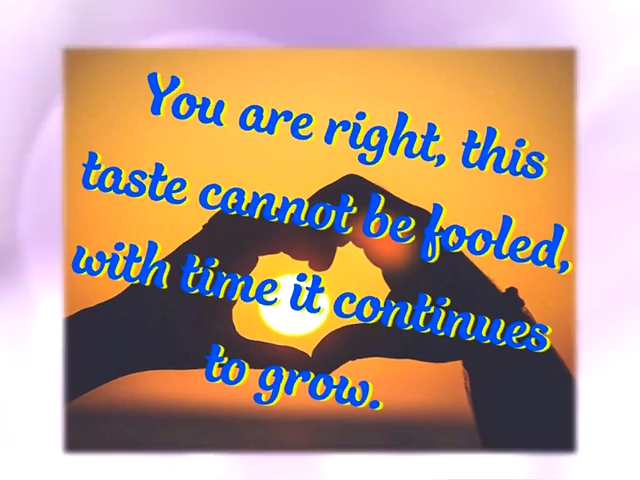 You are right, this
taste cannot be fooled,
with time it continues
to grow.